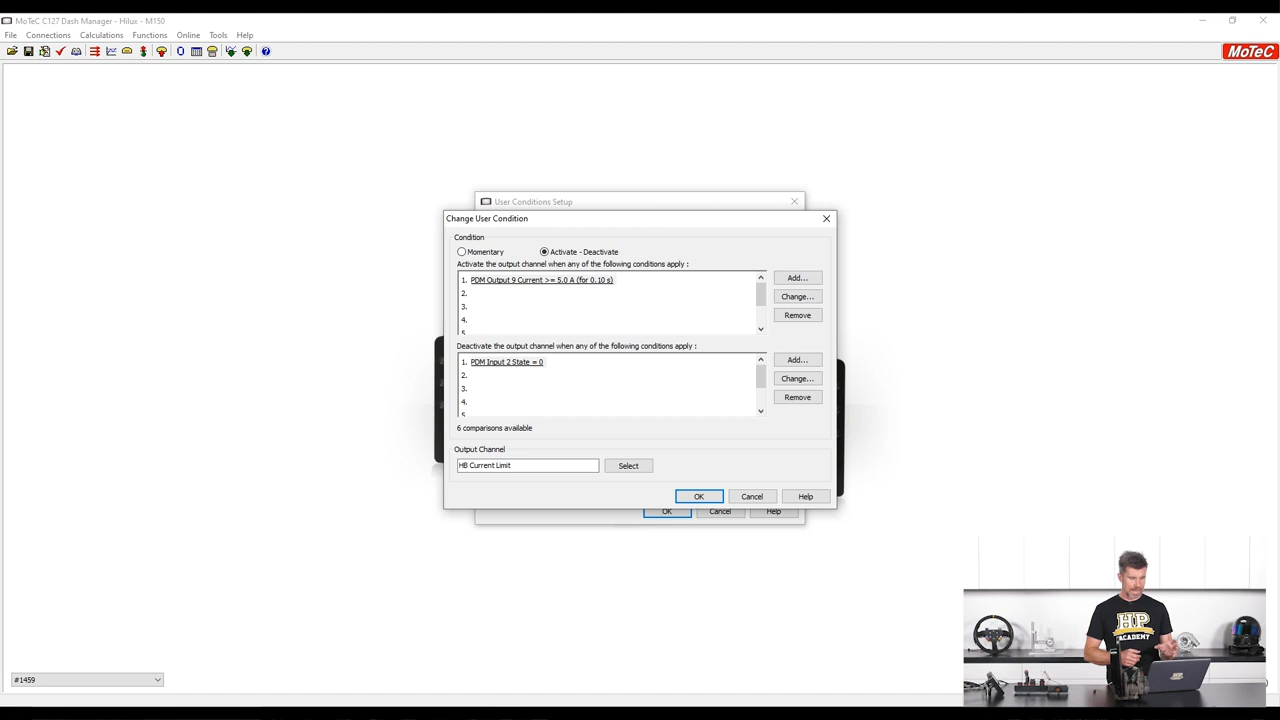 MoTeC C127 Dash Manager - Hilux - M150
File Connections Calculations Functions Online Tools Help
MoTeC
User Conditions Setup
Change User Condition
Condition
Momentary Activate - Deactivate
Activate the output channel when any of the following conditions apply :
1. PDM Output 9 Current >= 5.0 A (for 0.10 s)
2.
3.
4.
5.
Add...
Change...
Remove
Deactivate the output channel when any of the following conditions apply :
1. PDM Input 2 State = 0
2.
3.
4.
5.
Add...
Change...
Remove
6 comparisons available
Output Channel
HB Current Limit Select
OK Cancel Help
OK Cancel Help
HP
ACADEMY
#1459